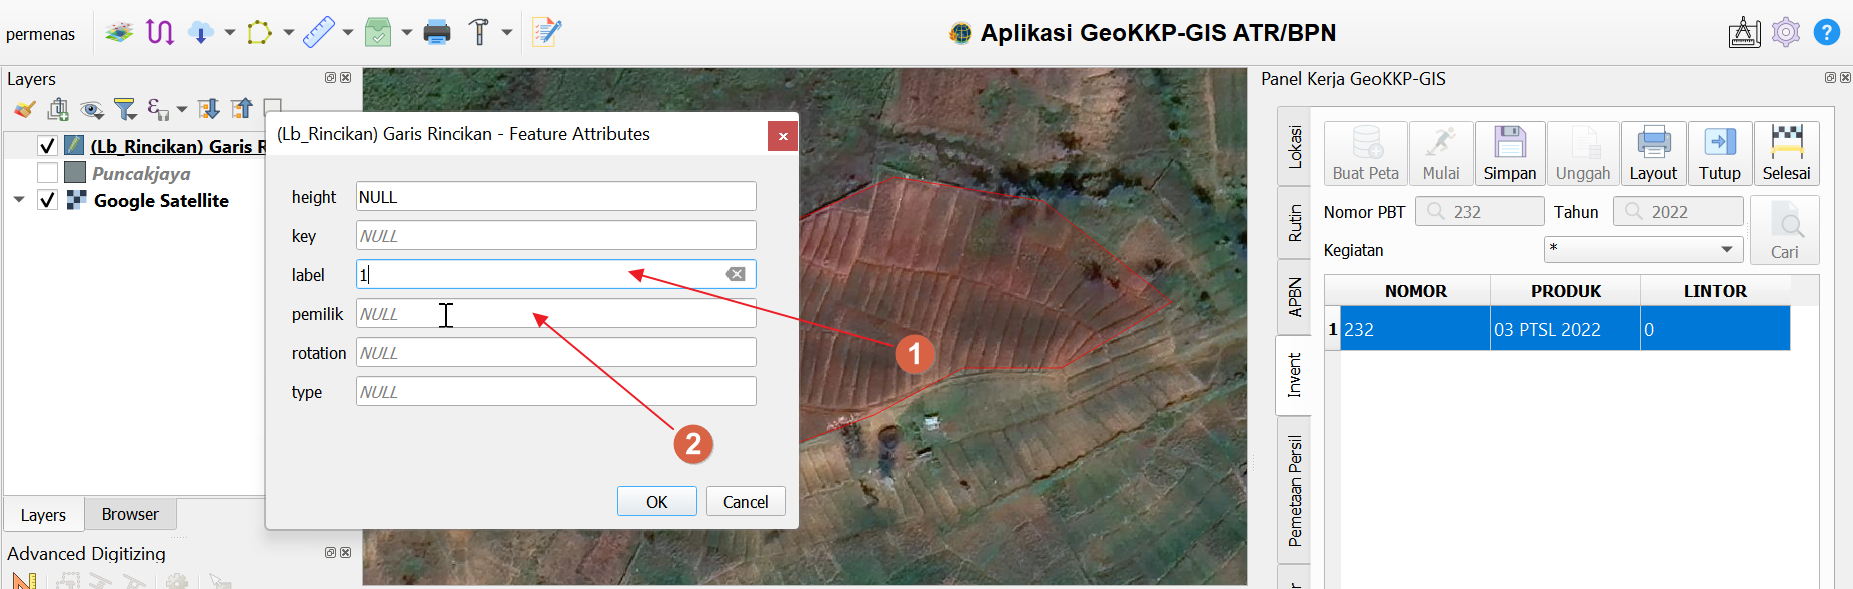 permenas
Aplikasi GeoKKP-GIS ATR/BPN
?
Layers
(Lb_Rincikan) Garis R
Puncakjaya
Google Satellite
Layers
Browser
Advanced Digitizing
(Lb_Rincikan) Garis Rincikan - Feature Attributes
height
NULL
key
NULL
label
1
pemilik
NULL
rotation
NULL
type
NULL
OK
Cancel
1
2
Panel Kerja GeoKKP-GIS
Lokasi
Rutin
APBN
Invent
Pemetaan Persil
Buat Peta
Mulai
Simpan
Unggah
Layout
Tutup
Selesai
Nomor PBT
232
Tahun
2022
Kegiatan
*
Cari
NOMOR PRODUK LINTOR
1 232 03 PTSL 2022 0